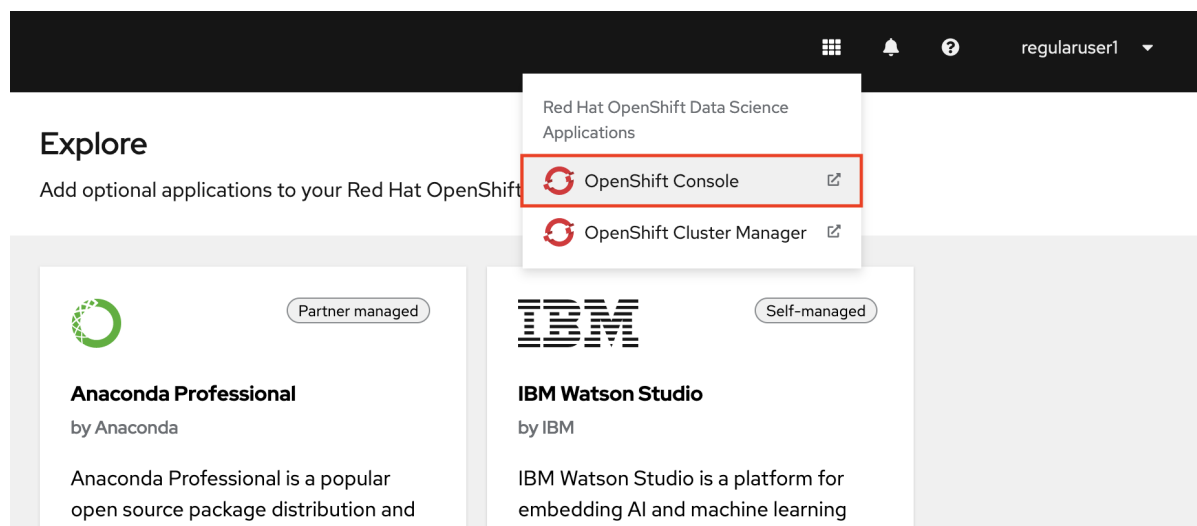 regularuser1
Red Hat OpenShift Data Science
Applications
OpenShift Console
OpenShift Cluster Manager
Explore
Add optional applications to your Red Hat OpenShift
Partner managed
Anaconda Professional
by Anaconda
Anaconda Professional is a popular
open source package distribution and
IBM
Self-managed
IBM Watson Studio
by IBM
IBM Watson Studio is a platform for
embedding AI and machine learning